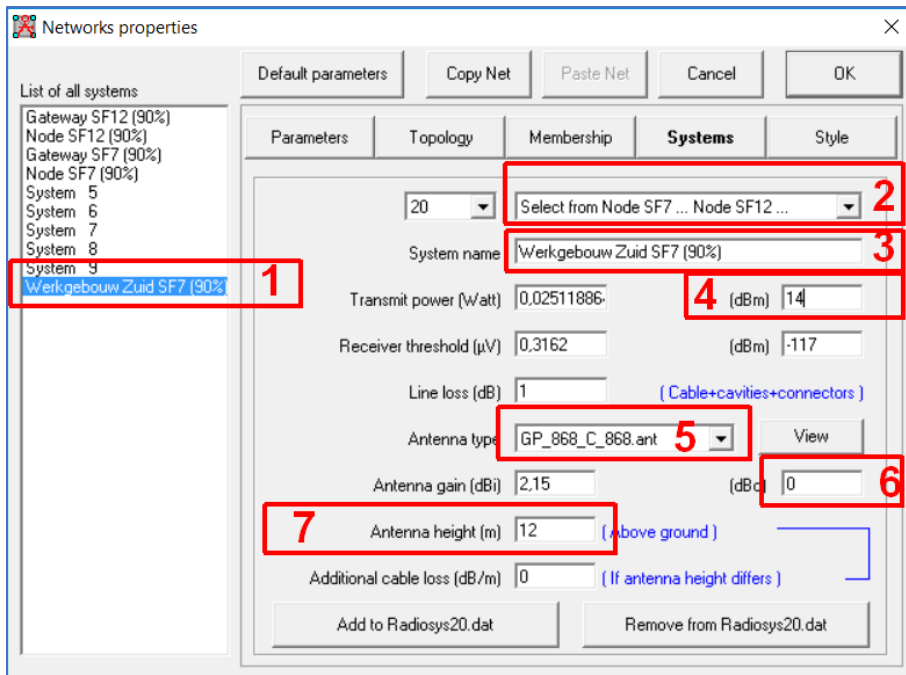 Networks properties
Default parameters
Copy Net
Paste Net
Cancel
OK
List of all systems
Gateway SF12 (90%)
Node SF12 (90%)
Gateway SF7 (90%)
Node SF7 (90%)
System 5
System 6
System 7
System 8
System 9
Werkgebouw Zuid SF7 (90%)
1
Parameters
Topology
Membership
Systems
Style
20
Select from Node SF7 ... Node SF12 ...
2
System name Werkgebouw Zuid SF7 (90%)
3
Transmit power (Watt) 0,02511886
4
(dBm) 14
Receiver threshold (µV) 0,3162 (dBm) -117
Line loss (dB) 1 ( Cable+cavities+connectors )
Antenna type GP_868_C_868.ant
5
View
Antenna gain (dBi) 2,15 (dBd) 0
6
7
Antenna height (m) 12 ( Above ground )
Additional cable loss (dB/m) 0 ( If antenna height differs )
Add to Radiosys20.dat
Remove from Radiosys20.dat